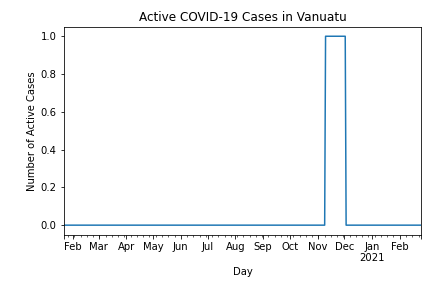 Active COVID-19 Cases in Vanuatu
Number of Active Cases
1.0
0.8
0.6
0.4
0.2
0.0
Feb Mar Apr May Jun Jul Aug Sep Oct Nov Dec Jan Feb
2021
Day